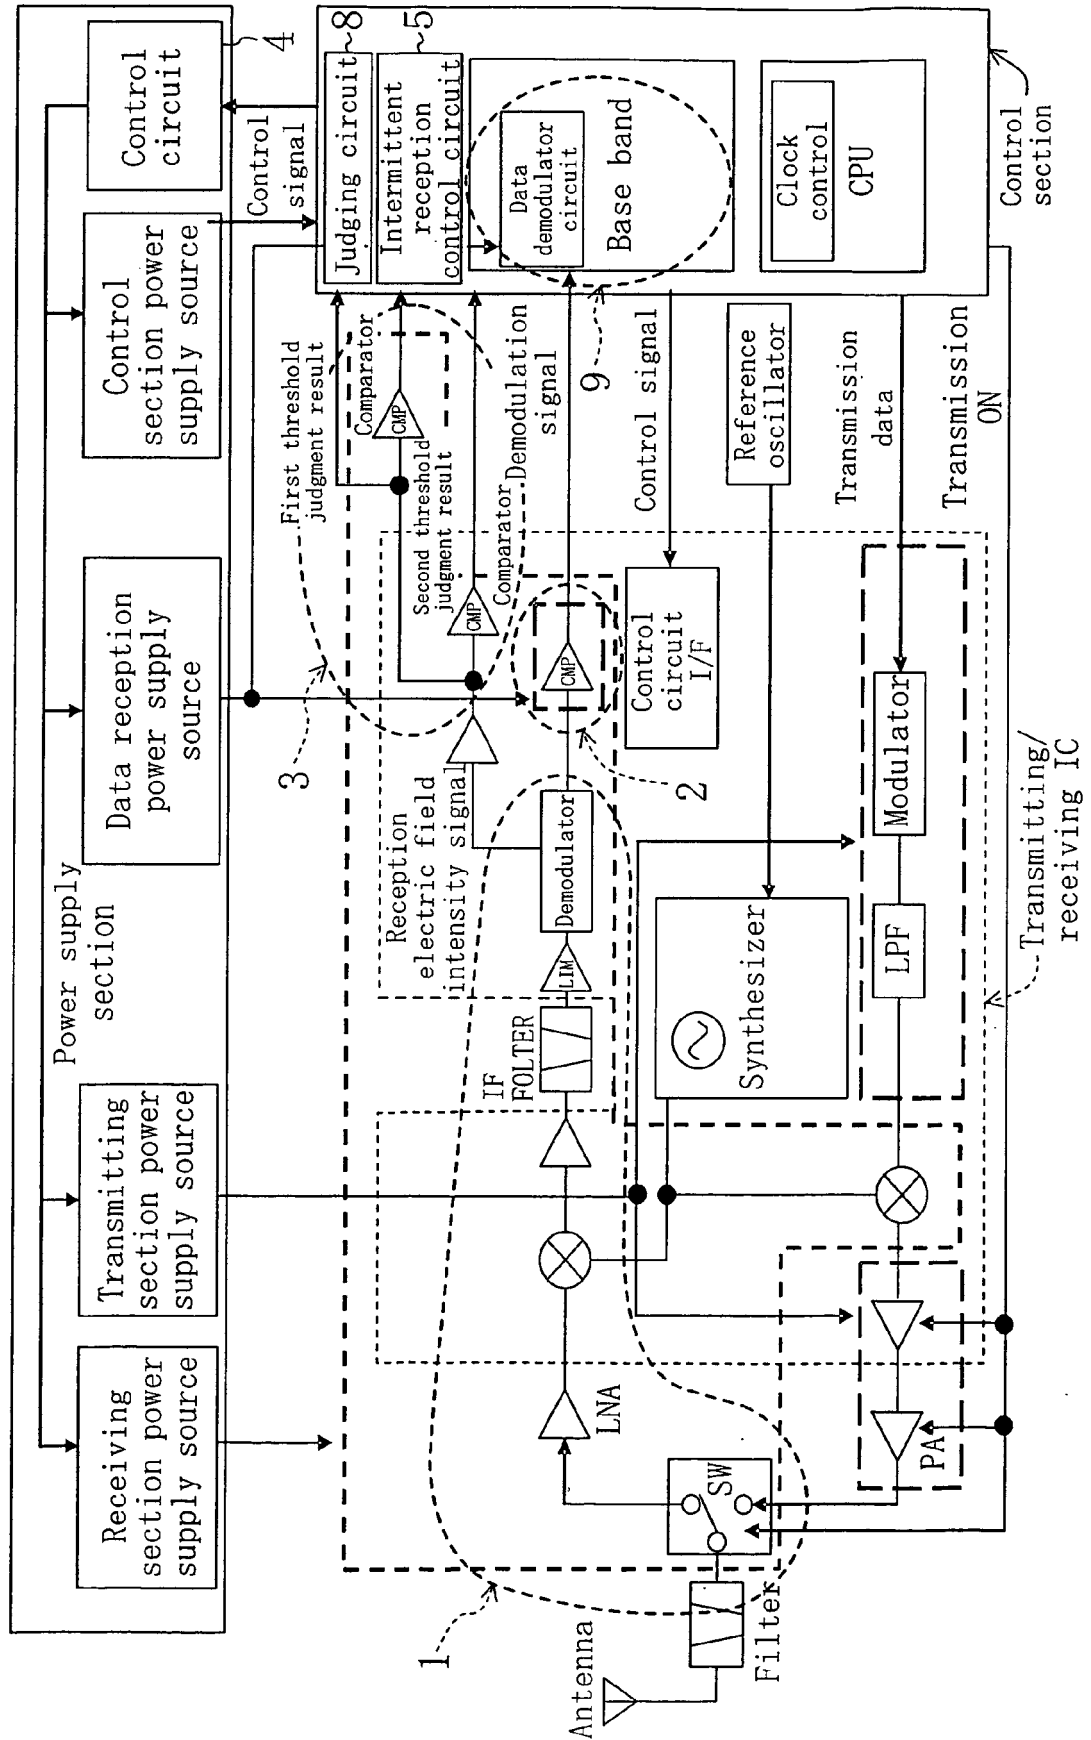 Power supply
section
Receiving
section power
supply source
Transmitting
section power
supply source
Data reception
power supply
source
Control
section power
supply source
Control
circuit
4
Control
signal
3
First threshold
judgment result
Comparator
CMP
Second threshold
judgment result
Comparator
CMP
Demodulation
signal
Judging circuit
8
Intermittent
reception
control circuit
5
Data
demodulator
circuit
Base band
9
Clock
control
CPU
Control
section
Reception
electric field
intensity signal
1
Antenna
Filter
SW
LNA
IF
FOLTER
LIM
Demodulator
CMP
2
Control
circuit
I/F
Control signal
Reference
oscillator
Synthesizer
Transmission
data
Transmission
ON
PA
LPF
Modulator
Transmitting/
receiving IC